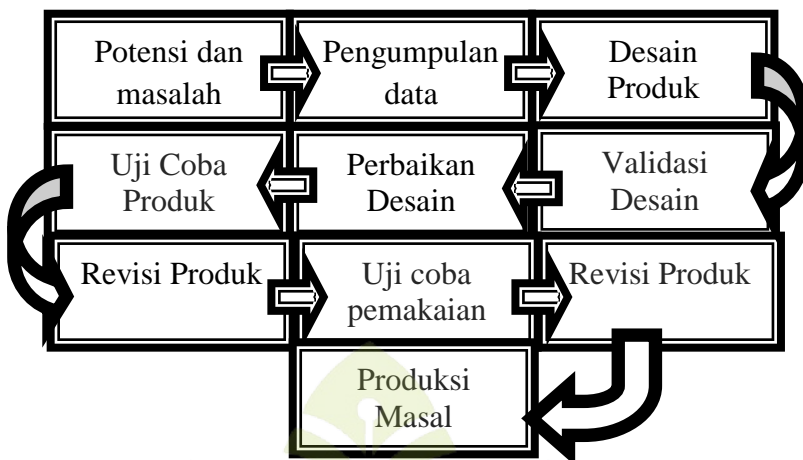 Potensi dan
masalah
Pengumpulan
data
Desain
Produk
Validasi
Desain
Perbaikan
Desain
Uji Coba
Produk
Revisi Produk
Uji coba
pemakaian
Revisi Produk
Produksi
Masal